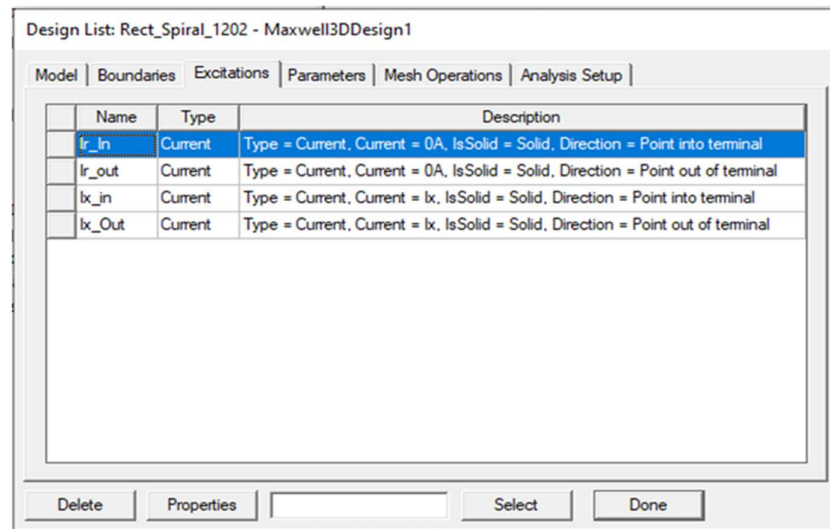 Design List: Rect_Spiral_1202 - Maxwell3DDesign1
Model Boundaries Excitations Parameters Mesh Operations Analysis Setup
Name Type Description
Ir_In Current Type = Current, Current = 0A, IsSolid = Solid, Direction = Point into terminal
Ir_out Current Type = Current, Current = 0A, IsSolid = Solid, Direction = Point out of terminal
Ix_in Current Type = Current, Current = Ix, IsSolid = Solid, Direction = Point into terminal
Ix_Out Current Type = Current, Current = Ix, IsSolid = Solid, Direction = Point out of terminal
Delete Properties Select Done